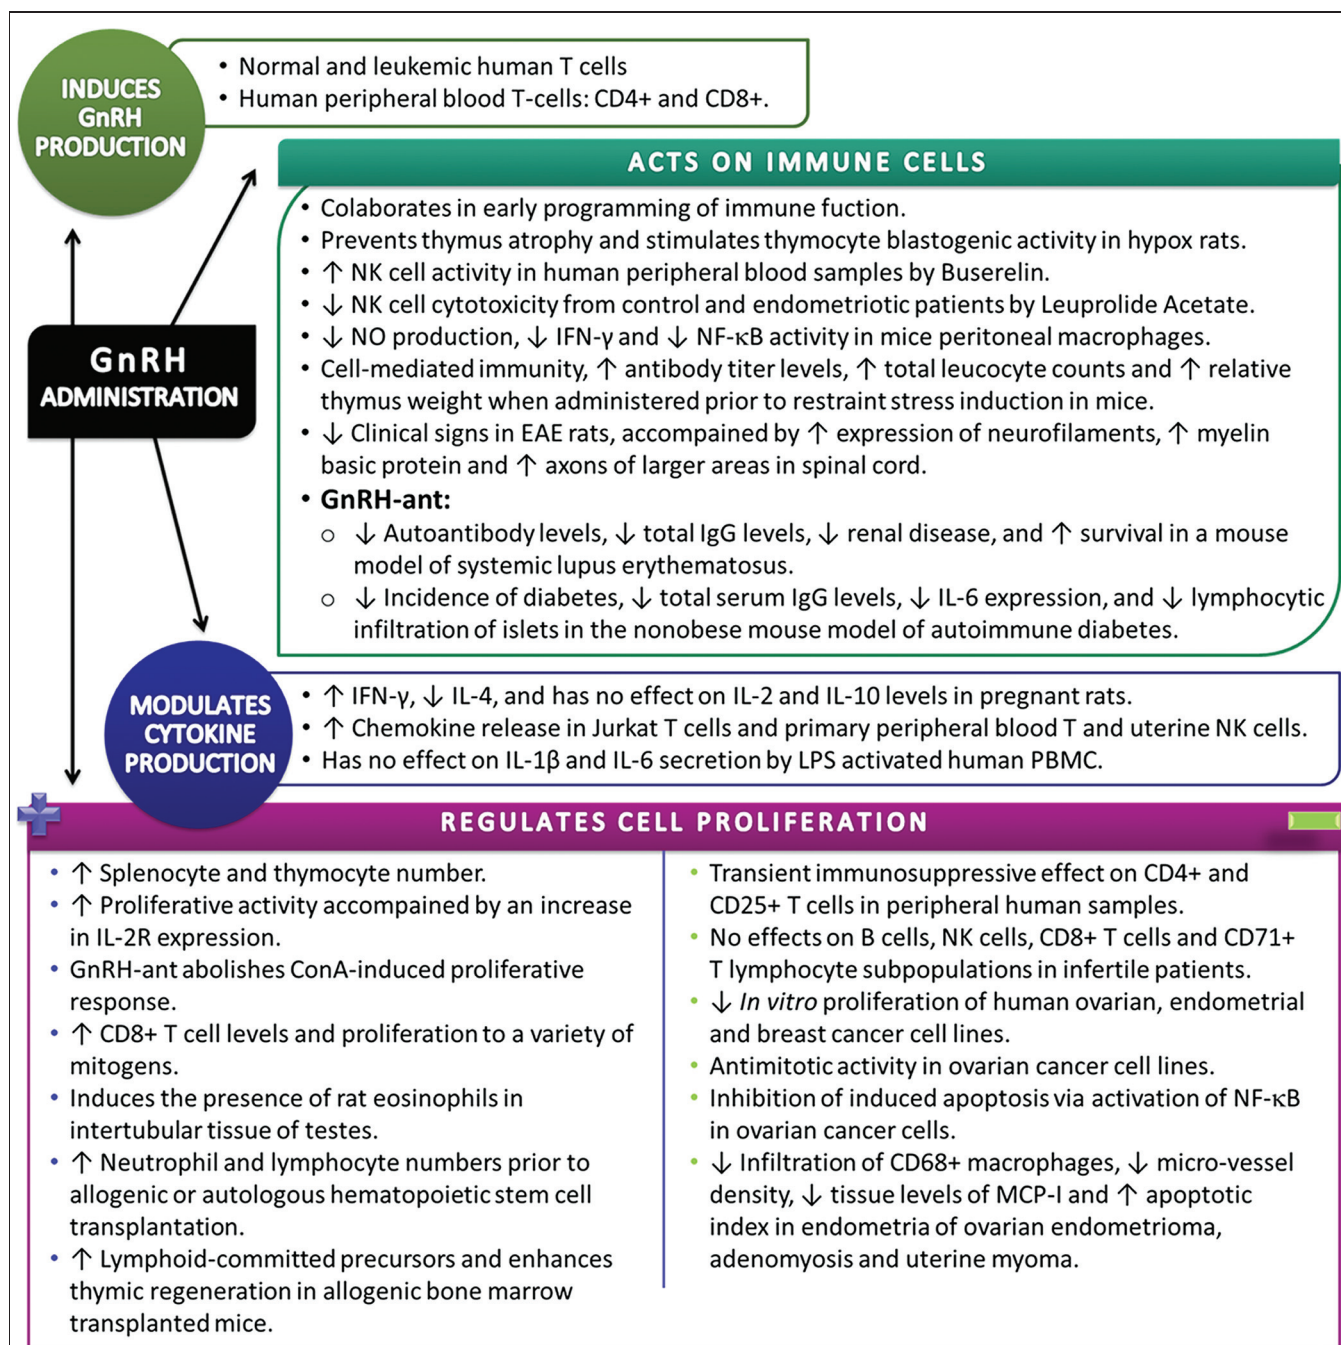 INDUCES
GnRH
PRODUCTION
• Normal and leukemic human T cells
• Human peripheral blood T-cells: CD4+ and CD8+.
ACTS ON IMMUNE CELLS
• Colaborates in early programming of immune fuction.
• Prevents thymus atrophy and stimulates thymocyte blastogenic activity in hypox rats.
• ↑ NK cell activity in human peripheral blood samples by Buserelin.
• ↓ NK cell cytotoxicity from control and endometriotic patients by Leuprolide Acetate.
• ↓ NO production, ↓ IFN-γ and ↓ NF-κB activity in mice peritoneal macrophages.
• Cell-mediated immunity, ↑ antibody titer levels, ↑ total leucocyte counts and ↑ relative
thymus weight when administered prior to restraint stress induction in mice.
• ↓ Clinical signs in EAE rats, accompained by ↑ expression of neurofilaments, ↑ myelin
basic protein and ↑ axons of larger areas in spinal cord.
• GnRH-ant:
o ↓ Autoantibody levels, ↓ total IgG levels, ↓ renal disease, and ↑ survival in a mouse
model of systemic lupus erythematosus.
o ↓ Incidence of diabetes, ↓ total serum IgG levels, ↓ IL-6 expression, and ↓ lymphocytic
infiltration of islets in the nonobese mouse model of autoimmune diabetes.
GnRH
ADMINISTRATION
MODULATES
CYTOKINE
PRODUCTION
• ↑ IFN-γ, ↓ IL-4, and has no effect on IL-2 and IL-10 levels in pregnant rats.
• ↑ Chemokine release in Jurkat T cells and primary peripheral blood T and uterine NK cells.
• Has no effect on IL-1β and IL-6 secretion by LPS activated human PBMC.
REGULATES CELL PROLIFERATION
• ↑ Splenocyte and thymocyte number.
• ↑ Proliferative activity accompained by an increase
in IL-2R expression.
• GnRH-ant abolishes ConA-induced proliferative
response.
• ↑ CD8+ T cell levels and proliferation to a variety of
mitogens.
• Induces the presence of rat eosinophils in
intertubular tissue of testes.
• ↑ Neutrophil and lymphocyte numbers prior to
allogenic or autologous hematopoietic stem cell
transplantation.
• ↑ Lymphoid-committed precursors and enhances
thymic regeneration in allogenic bone marrow
transplanted mice.
• Transient immunosuppressive effect on CD4+ and
CD25+ T cells in peripheral human samples.
• No effects on B cells, NK cells, CD8+ T cells and CD71+
T lymphocyte subpopulations in infertile patients.
• ↓ In vitro proliferation of human ovarian, endometrial
and breast cancer cell lines.
• Antimitotic activity in ovarian cancer cell lines.
• Inhibition of induced apoptosis via activation of NF-κB
in ovarian cancer cells.
• ↓ Infiltration of CD68+ macrophages, ↓ micro-vessel
density, ↓ tissue levels of MCP-I and ↑ apoptotic
index in endometria of ovarian endometrioma,
adenomyosis and uterine myoma.